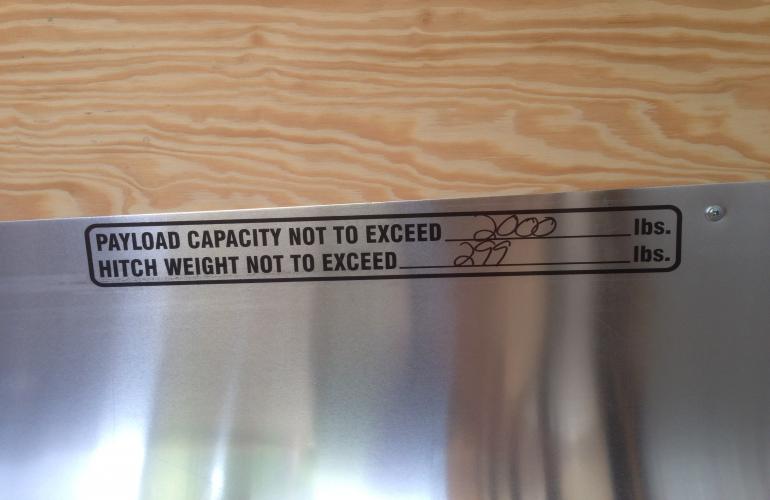 PAYLOAD CAPACITY NOT TO EXCEED 2000 lbs.
HITCH WEIGHT NOT TO EXCEED 299 lbs.